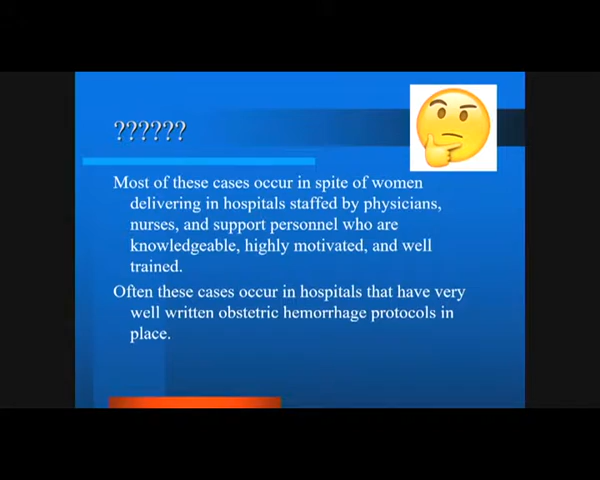 ??????
Most of these cases occur in spite of women
delivering in hospitals staffed by physicians,
nurses, and support personnel who are
knowledgeable, highly motivated, and well
trained.
Often these cases occur in hospitals that have very
well written obstetric hemorrhage protocols in
place.